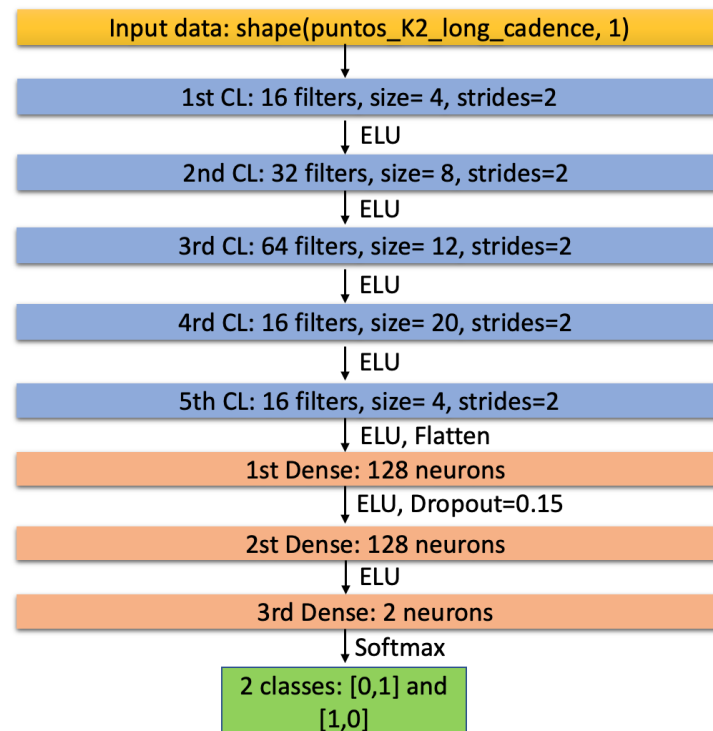 Input data: shape(puntos_K2_long_cadence, 1)
1st CL: 16 filters, size= 4, strides=2
ELU
2nd CL: 32 filters, size= 8, strides=2
ELU
3rd CL: 64 filters, size= 12, strides=2
ELU
4rd CL: 16 filters, size= 20, strides=2
ELU
5th CL: 16 filters, size= 4, strides=2
ELU, Flatten
1st Dense: 128 neurons
ELU, Dropout=0.15
2st Dense: 128 neurons
ELU
3rd Dense: 2 neurons
Softmax
2 classes: [0,1] and
[1,0]